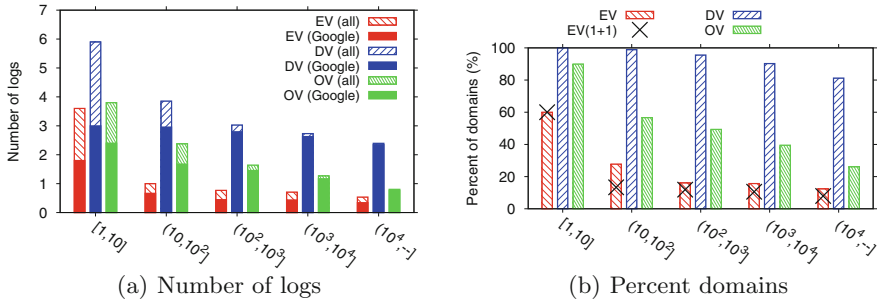 7
6
5
4
3
2
1
0
Number of logs
EV (all)
EV (Google)
DV (all)
DV (Google)
OV (all)
OV (Google)
[1,10]
(10,10²]
(10²,10³]
(10³,10⁴]
(10⁴,--]
(a) Number of logs
EV
EV(1+1)
DV
OV
100
80
60
40
20
0
Percent of domains (%)
[1,10]
(10,10²]
(10²,10³]
(10³,10⁴]
(10⁴,--]
(b) Percent domains